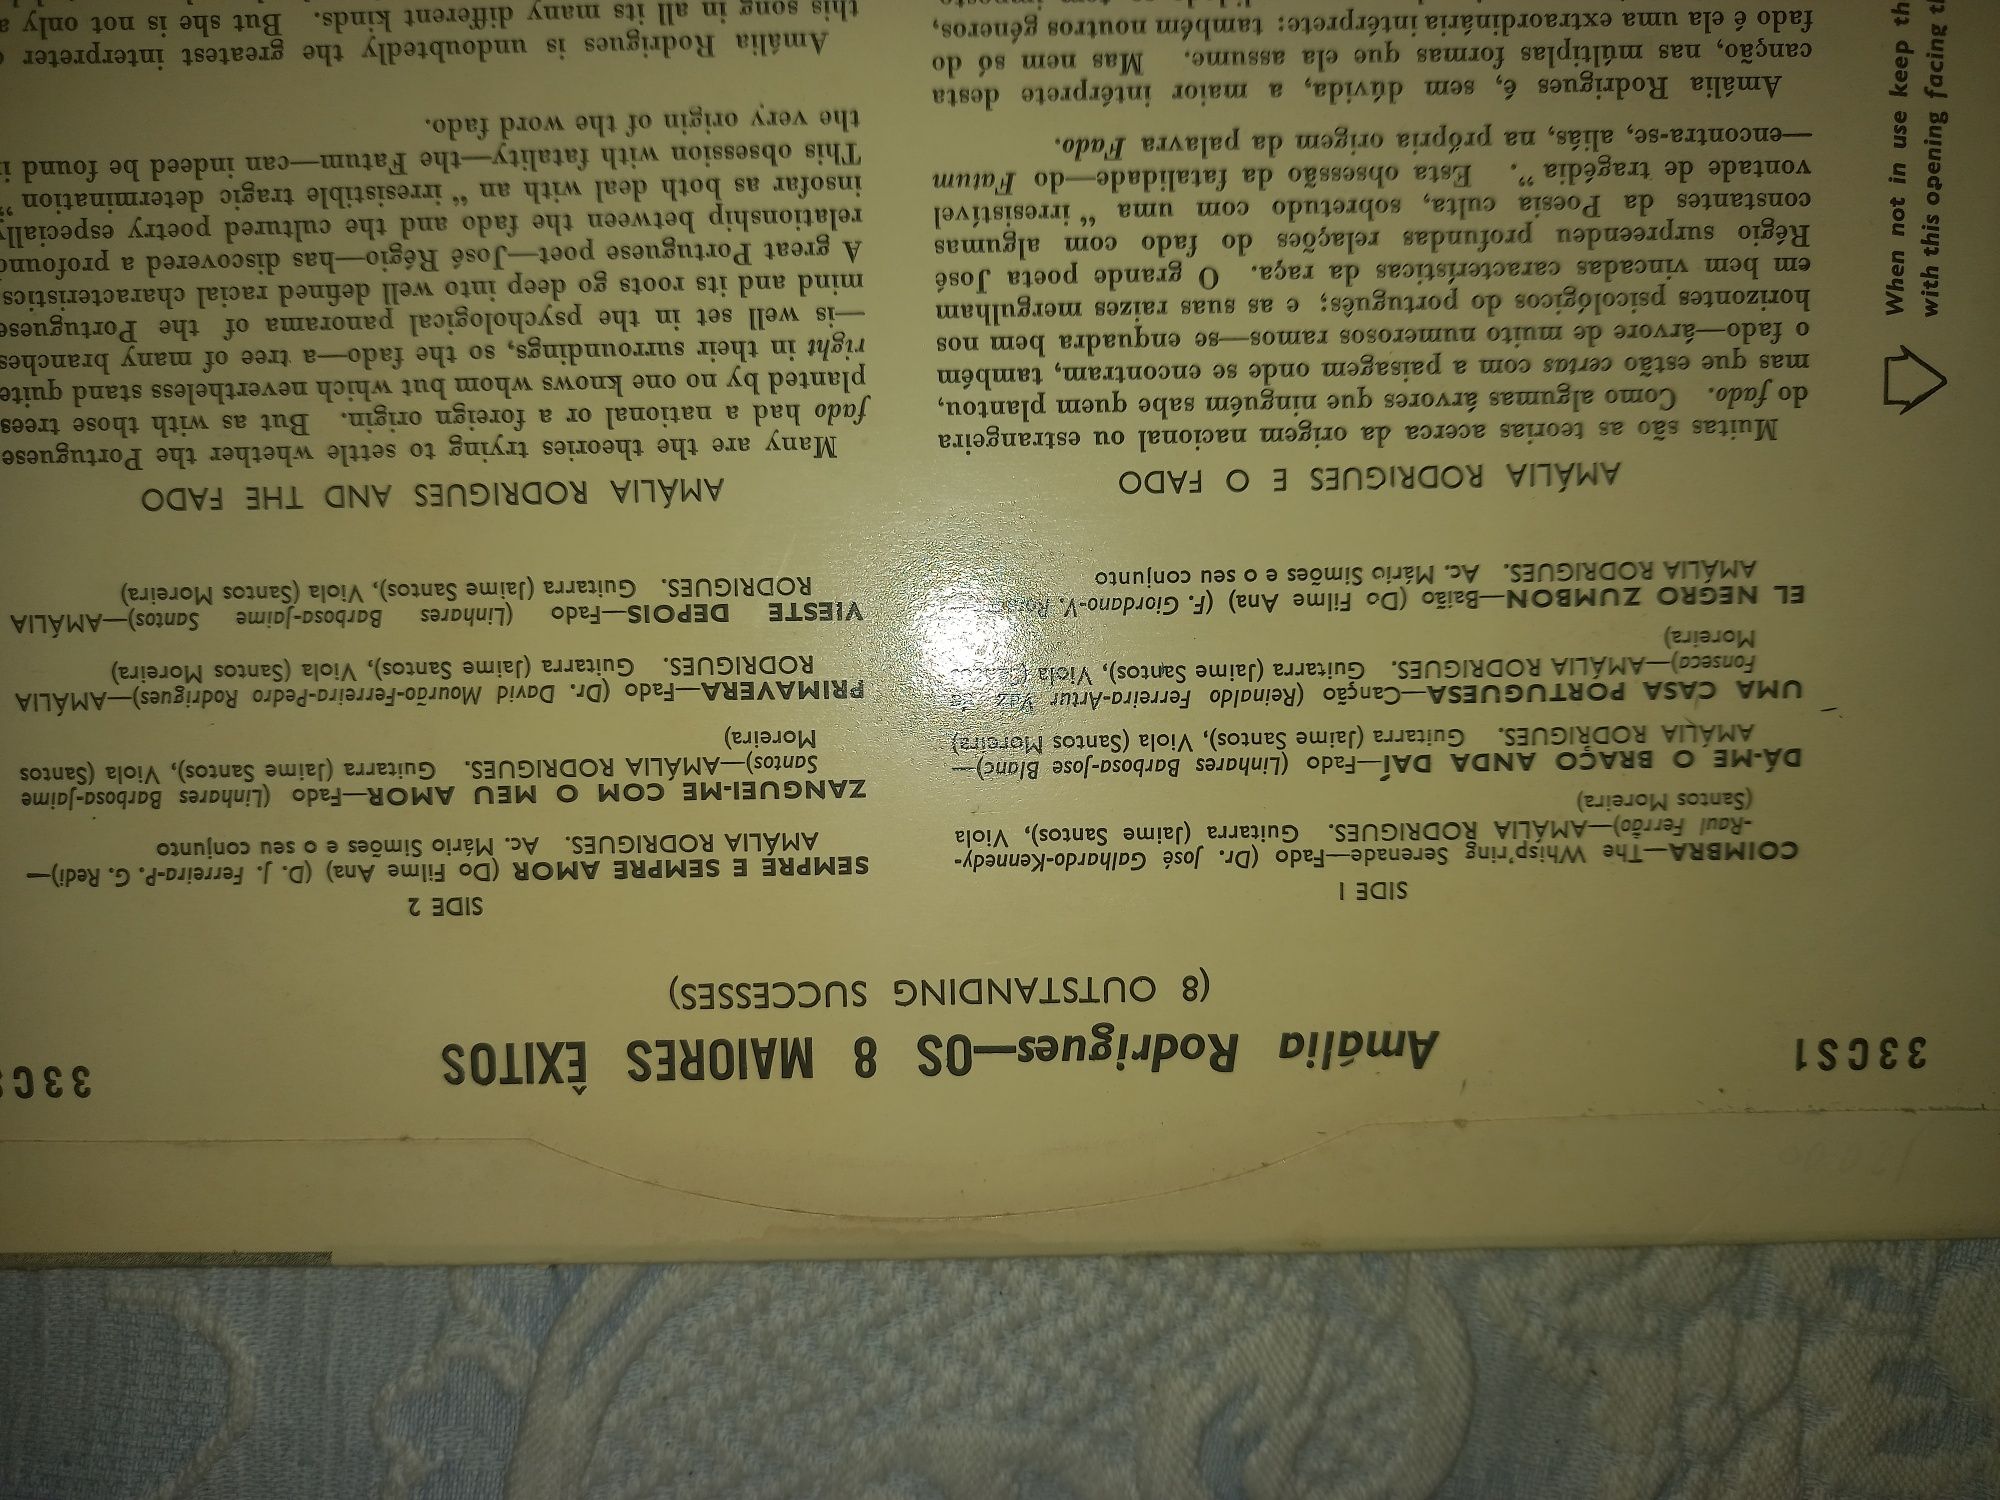 33CS1
Amália Rodrigues—OS 8 MAIORES ÊXITOS
33C
(8 OUTSTANDING SUCCESSES)
SIDE 1
COIMBRA—The Whisp'ring Serenade—Fado (Dr. José Galhardo-Kennedy-
-Raul Ferrão)—AMÁLIA RODRIGUES. Guitarra (Jaime Santos), Viola
(Santos Moreira)
DÁ-ME O BRAÇO ANDA DAÍ—Fado (Linhares Barbosa-Jose Blanc)—
AMÁLIA RODRIGUES. Guitarra (Jaime Santos), Viola (Santos Moreira)
UMA CASA PORTUGUESA—Canção (Reinaldo Ferreira-Artur Vaz da
Fonseca)—AMÁLIA RODRIGUES. Guitarra (Jaime Santos), Viola
Moreira)
EL NEGRO ZUMBON—Baião (Do Filme Ana) (F. Giordano-V.
AMÁLIA RODRIGUES. Ac. Mário Simões e o seu conjunto
SIDE 2
SEMPRE E SEMPRE AMOR (Do Filme Ana) (D. J. Ferreira-P. G. Redi)—
AMÁLIA RODRIGUES. Ac. Mário Simões e o seu conjunto
ZANGUEI-ME COM O MEU AMOR—Fado (Linhares Barbosa-Jaime
Santos)—AMÁLIA RODRIGUES. Guitarra (Jaime Santos), Viola (Santos
Moreira)
PRIMAVERA—Fado (Dr. David Mourão-Ferreira-Pedro Rodrigues)—AMÁLIA
RODRIGUES. Guitarra (Jaime Santos), Viola (Santos Moreira)
VIESTE DEPOIS—Fado (Linhares Barbosa-Jaime Santos)—AMÁLIA
RODRIGUES. Guitarra (Jaime Santos), Viola (Santos Moreira)
AMÁLIA RODRIGUES E O FADO
Muitas são as teorias acerca da origem nacional ou estrangeira
do fado. Como algumas árvores que ninguém sabe quem plantou,
mas que estão certas com a paisagem onde se encontram, também
o fado—árvore de muito numerosos ramos—se enquadra bem nos
horizontes psicológicos do português; e as suas raizes mergulham
em bem vincadas características da raça. O grande poeta José
Régio surpreendeu profundas relações do fado com algumas
constantes da Poesia culta, sobretudo com uma “ irresistível
vontade de tragédia ”. Esta obsessão da fatalidade—do Fatum
—encontra-se, aliás, na própria origem da palavra Fado.
Amália Rodrigues é, sem dúvida, a maior intérprete desta
canção, nas múltiplas formas que ela assume. Mas nem só do
fado é ela uma extraordinária intérprete: também noutros géneros,
AMÁLIA RODRIGUES AND THE FADO
Many are the theories trying to settle whether the Portuguese
fado had a national or a foreign origin. But as with those trees
planted by no one knows whom but which nevertheless stand quite
right in their surroundings, so the fado—a tree of many branches
—is well set in the psychological panorama of the Portuguese
mind and its roots go deep into well defined racial characteristics.
A great Portuguese poet—José Régio—has discovered a profound
relationship between the fado and the cultured poetry especially
insofar as both deal with an “ irresistible tragic determination ”
This obsession with fatality—the Fatum—can indeed be found i
the very origin of the word fado.
Amália Rodrigues is undoubtedly the greatest interpreter
this song in all its many different kinds. But she is not only a
When not in use keep th
with this opening facing t